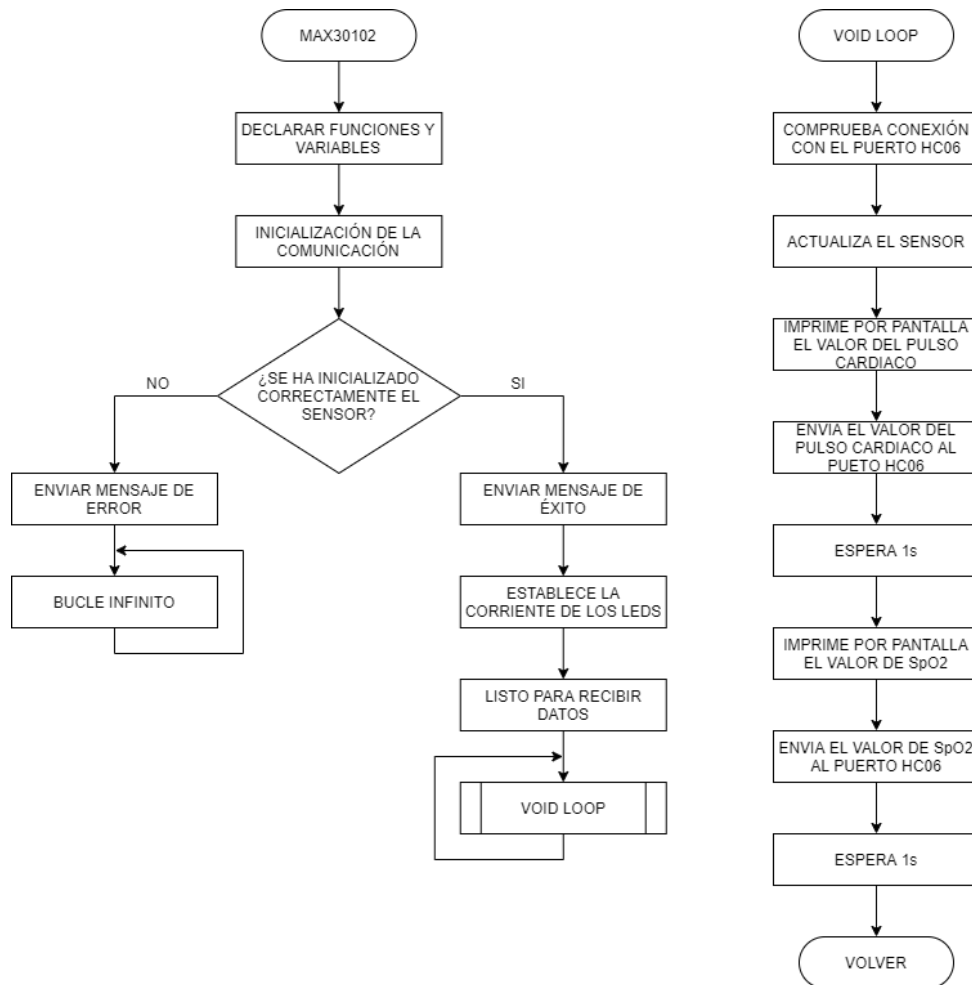 MAX30102
DECLARAR FUNCIONES Y
VARIABLES
INICIALIZACIÓN DE LA
COMUNICACIÓN
¿SE HA INICIALIZADO
CORRECTAMENTE EL
SENSOR?
NO
SI
ENVIAR MENSAJE DE
ERROR
BUCLE INFINITO
ENVIAR MENSAJE DE
ÉXITO
ESTABLECE LA
CORRIENTE DE LOS LEDS
LISTO PARA RECIBIR
DATOS
VOID LOOP
VOID LOOP
COMPRUEBA CONEXIÓN
CON EL PUERTO HC06
ACTUALIZA EL SENSOR
IMPRIME POR PANTALLA
EL VALOR DEL PULSO
CARDIACO
ENVIA EL VALOR DEL
PULSO CARDIACO AL
PUETO HC06
ESPERA 1s
IMPRIME POR PANTALLA
EL VALOR DE SpO2
ENVIA EL VALOR DE SpO2
AL PUERTO HC06
ESPERA 1s
VOLVER